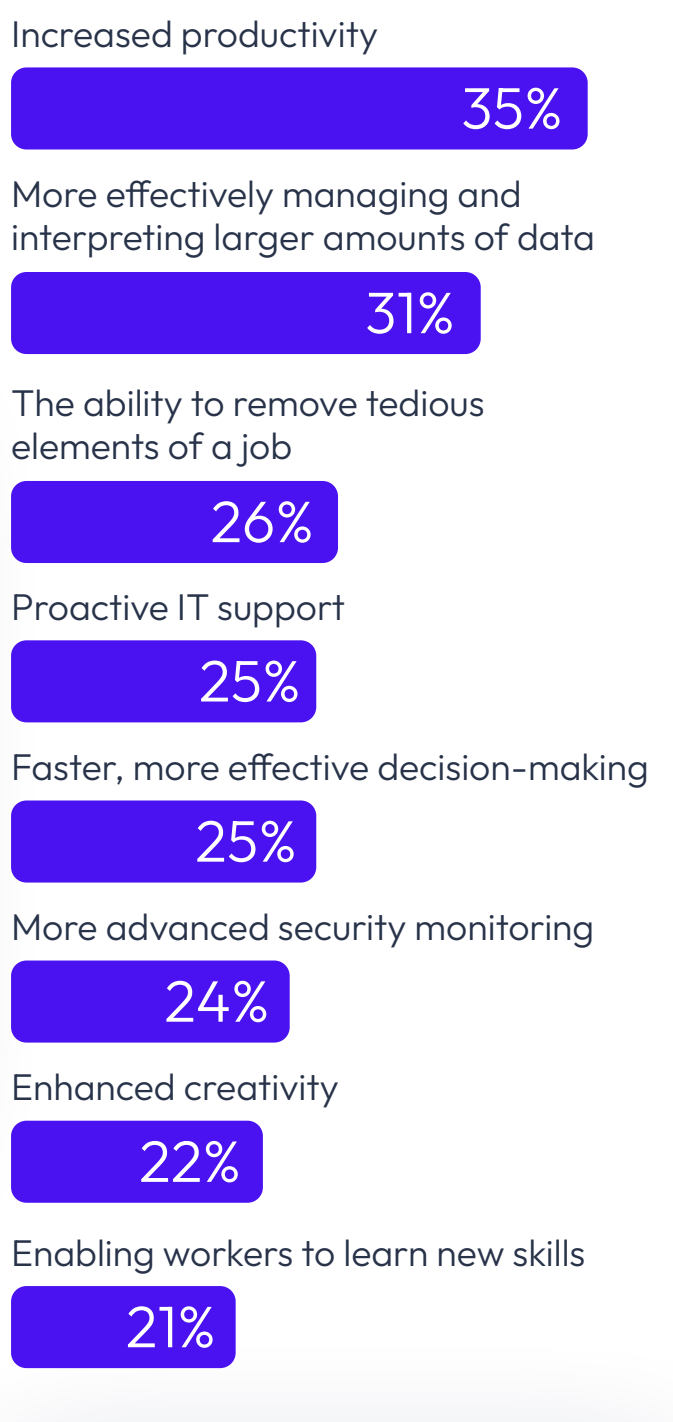 Increased productivity
35%
More effectively managing and
interpreting larger amounts of data
31%
The ability to remove tedious
elements of a job
26%
Proactive IT support
25%
Faster, more effective decision-making
25%
More advanced security monitoring
24%
Enhanced creativity
22%
Enabling workers to learn new skills
21%